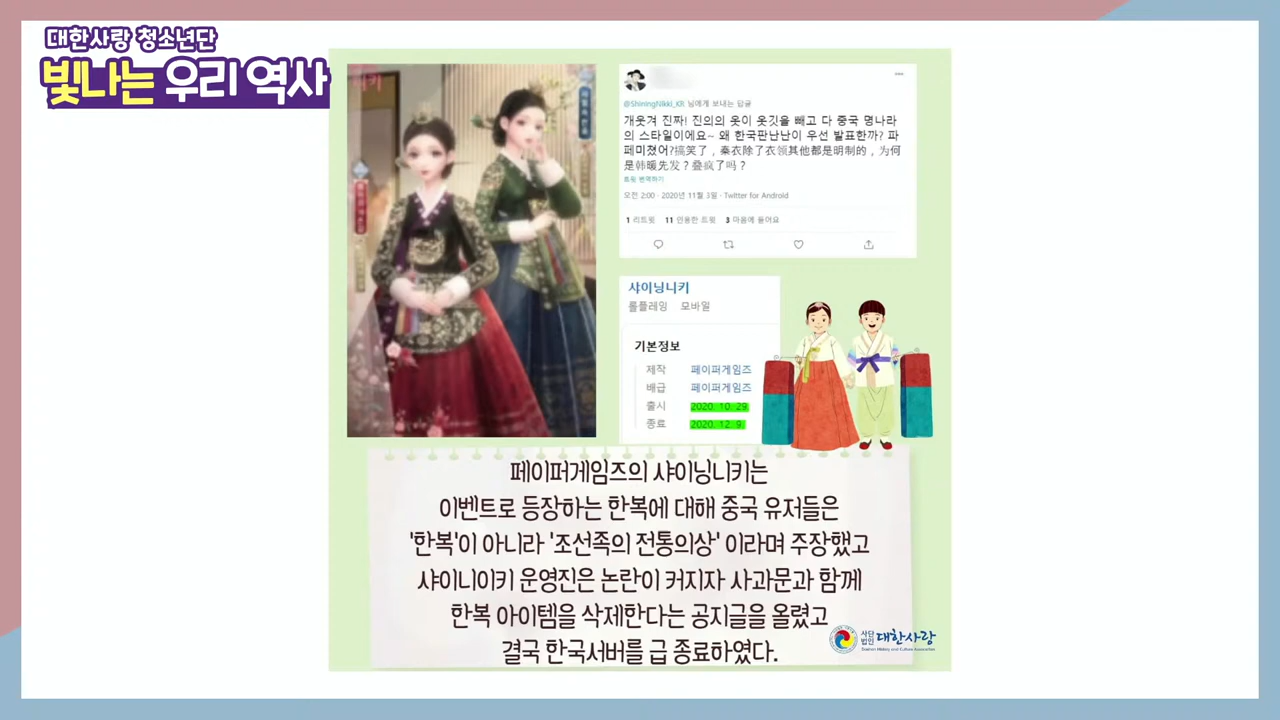 대한사랑 청소년단
빛나는 우리 역사
@ShiningNikki_KR 님에게 보내는 답글
개웃겨 진짜! 진의의 옷이 옷깃을 빼고 다 중국 명나라
의 스타일이에요~ 왜 한국판난난이 우선 발표한까? 파
페미쳤어?搞笑了，秦衣除了衣领其他都是明制的，为何
是韩暖先发？叠疯了吗？
트윗 번역하기
오전 2:00 · 2020년 11월 3일 · Twitter for Android
1 리트윗 11 인용한 트윗 3 마음에 들어요
샤이닝니키
롤플레잉 모바일
기본정보
제작 페이퍼게임즈
배급 페이퍼게임즈
출시 2020. 10. 29.
종료 2020. 12. 9.
페이퍼게임즈의 샤이닝니키는
이벤트로 등장하는 한복에 대해 중국 유저들은
'한복'이 아니라 '조선족의 전통의상' 이라며 주장했고
샤이니이키 운영진은 논란이 커지자 사과문과 함께
한복 아이템을 삭제한다는 공지글을 올렸고
결국 한국서버를 급 종료하였다.
사단법인 대한사랑